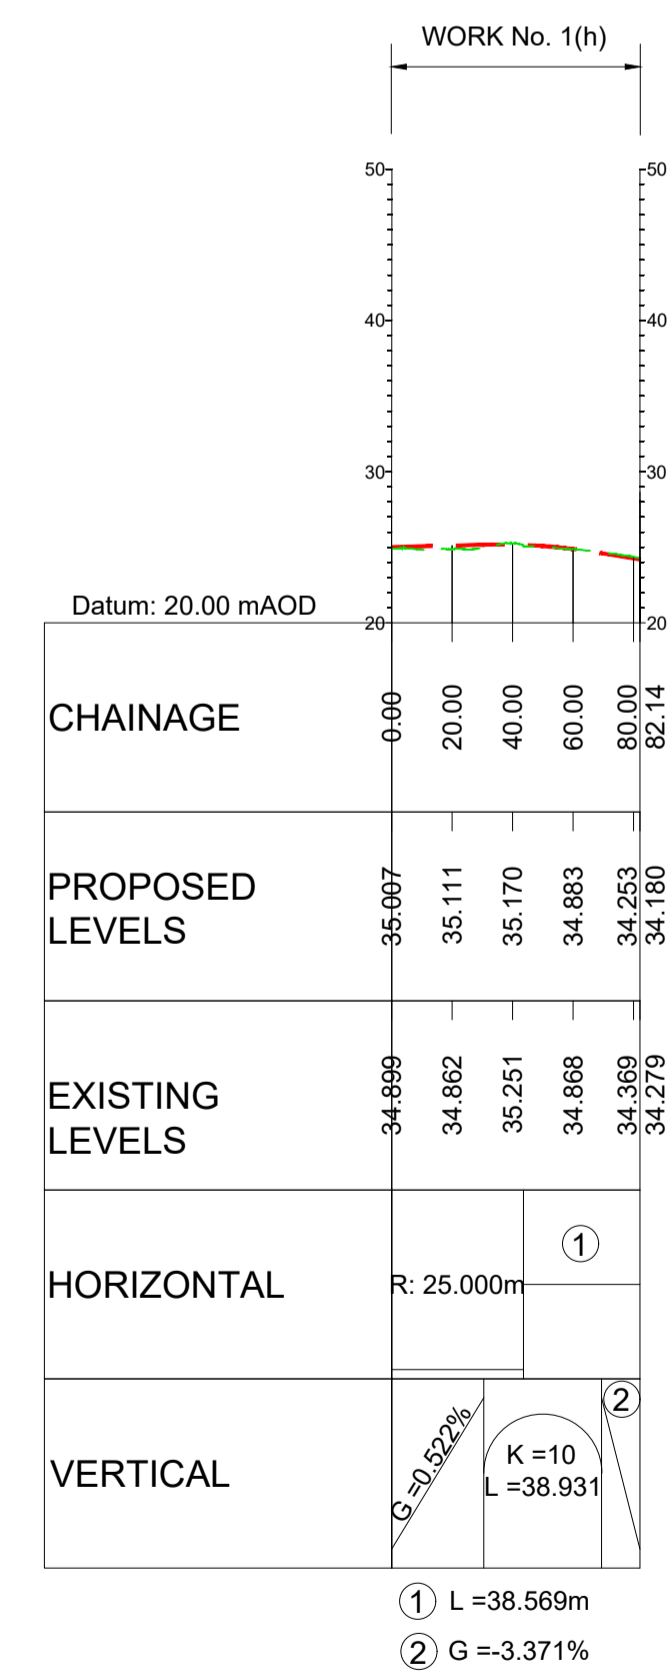 WORK No. 1(h)
50 50
40 40
30 30
Datum: 20.00 mAOD
20 20
CHAINAGE 0.00 20.00 40.00 60.00 80.00 82.14
PROPOSED
LEVELS
35.007 35.111 35.170 34.883 34.253 34.180
EXISTING
LEVELS
34.899 34.862 35.251 34.868 34.369 34.279
HORIZONTAL R: 25.000m 1
VERTICAL G =0.522% K =10
L =38.931
2
1 L =38.569m
2 G =-3.371%